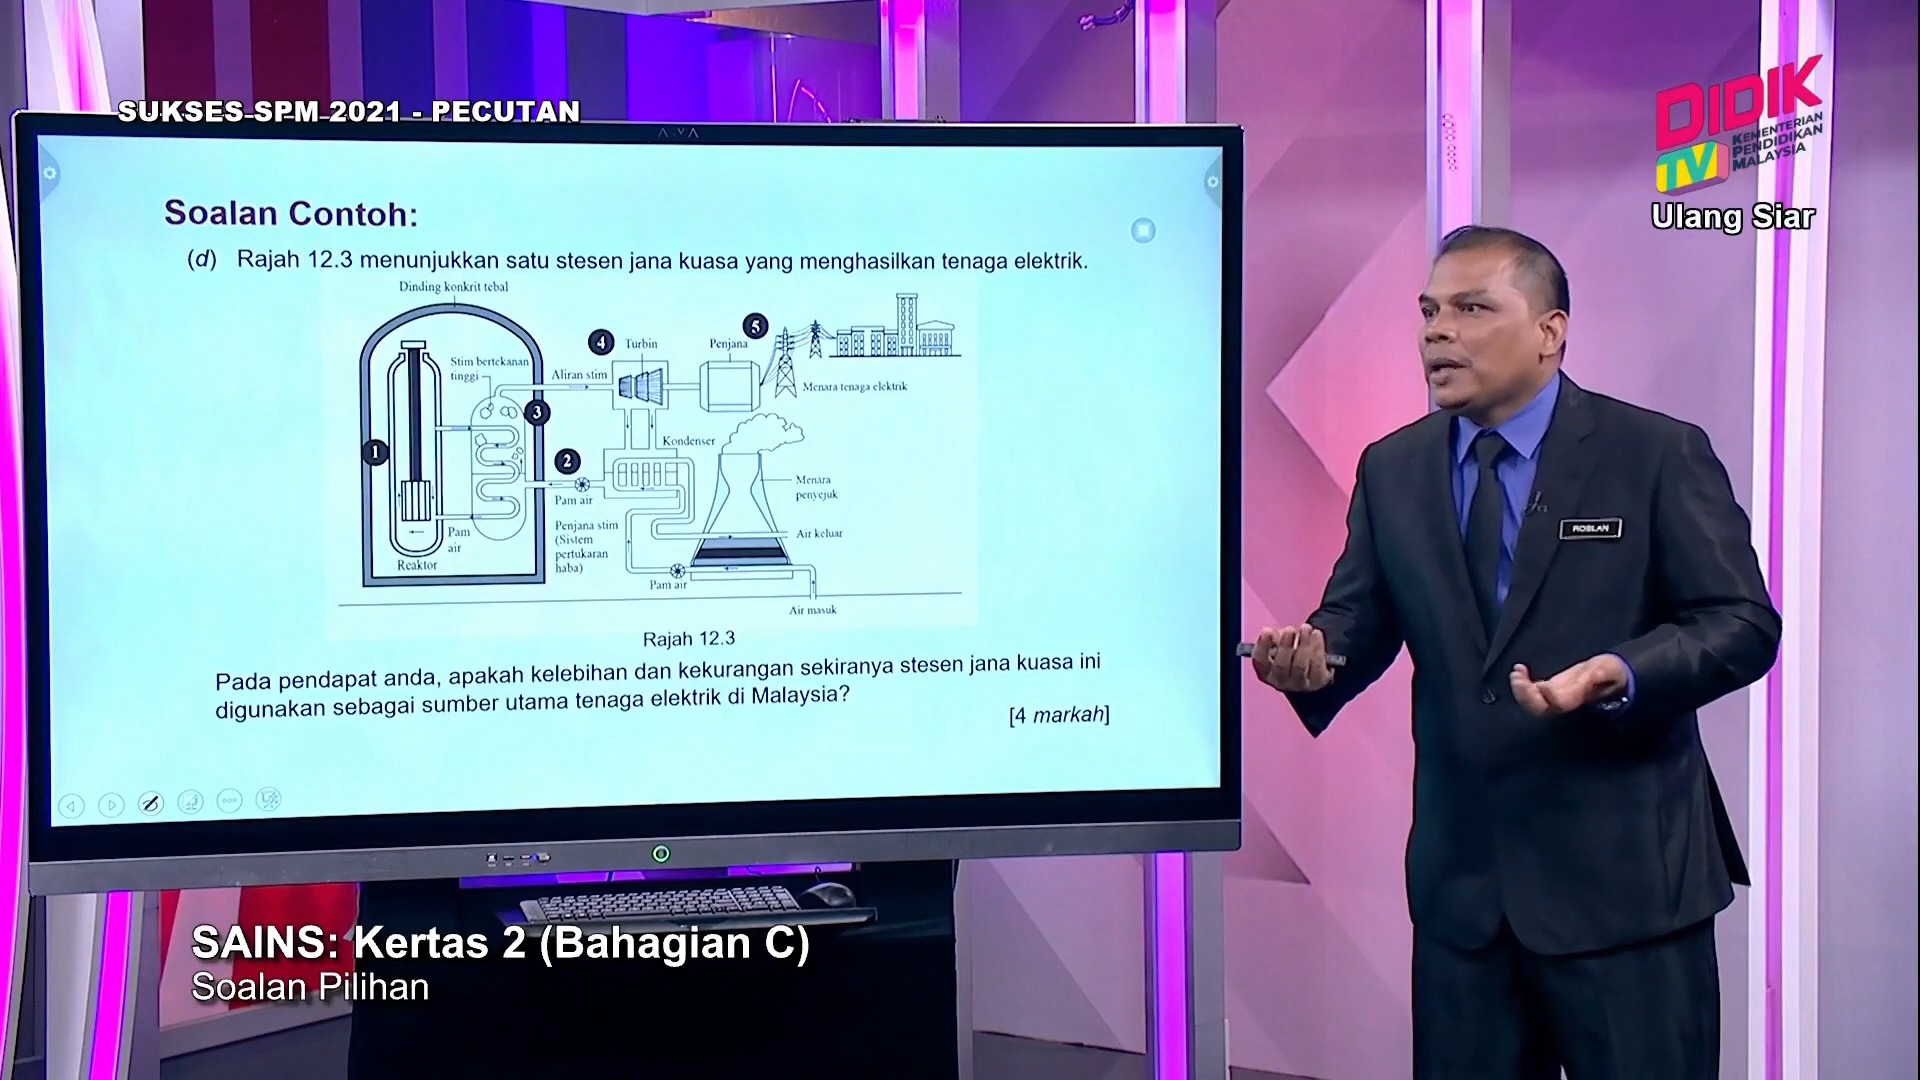 SUKSES SPM 2021 - PECUTAN
DIDIK
TV
KEMENTERIAN
PENDIDIKAN
MALAYSIA
Ulang Siar
Soalan Contoh:
(d) Rajah 12.3 menunjukkan satu stesen jana kuasa yang menghasilkan tenaga elektrik.
Dinding konkrit tebal
5
4
Turbin
Penjana
Stim bertekanan
tinggi
Aliran stim
Menara tenaga elektrik
3
Kondenser
1
2
Menara
penyejuk
Pam air
Pam
air
Penjana stim
(Sistem
pertukaran
haba)
Air keluar
Reaktor
Pam air
Air masuk
Rajah 12.3
Pada pendapat anda, apakah kelebihan dan kekurangan sekiranya stesen jana kuasa ini
digunakan sebagai sumber utama tenaga elektrik di Malaysia?
[4 markah]
ROSLAN
SAINS: Kertas 2 (Bahagian C)
Soalan Pilihan